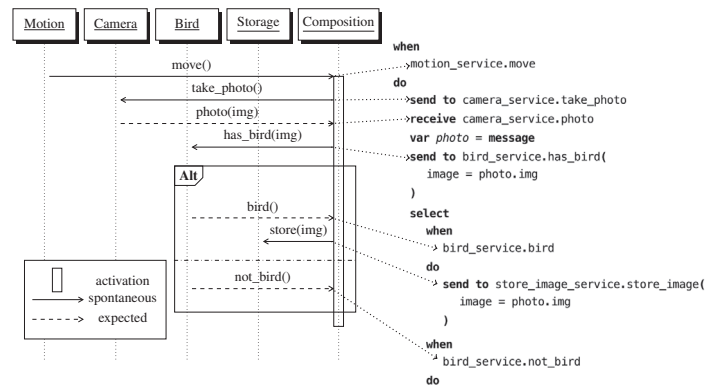 Motion Camera Bird Storage Composition
move()
take_photo()
photo(img)
has_bird(img)
Alt
bird()
store(img)
not_bird()
activation
spontaneous
expected
when
motion_service.move
do
send to camera_service.take_photo
receive camera_service.photo
var photo = message
send to bird_service.has_bird(
image = photo.img
)
select
when
bird_service.bird
do
send to store_image_service.store_image(
image = photo.img
)
when
bird_service.not_bird
do